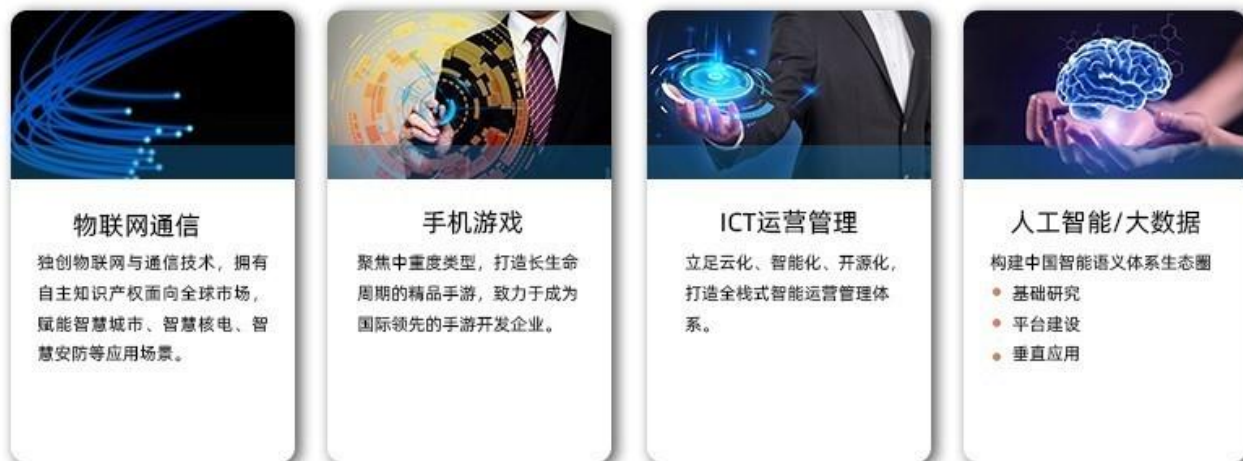 物联网通信
独创物联网与通信技术，拥有
自主知识产权面向全球市场，
赋能智慧城市、智慧核电、智
慧安防等应用场景。
手机游戏
聚焦中重度类型，打造长生命
周期的精品手游，致力于成为
国际领先的手游开发企业。
ICT运营管理
立足云化、智能化、开源化，
打造全栈式智能运营管理体
系。
人工智能/大数据
构建中国智能语义体系生态圈
基础研究
平台建设
垂直应用